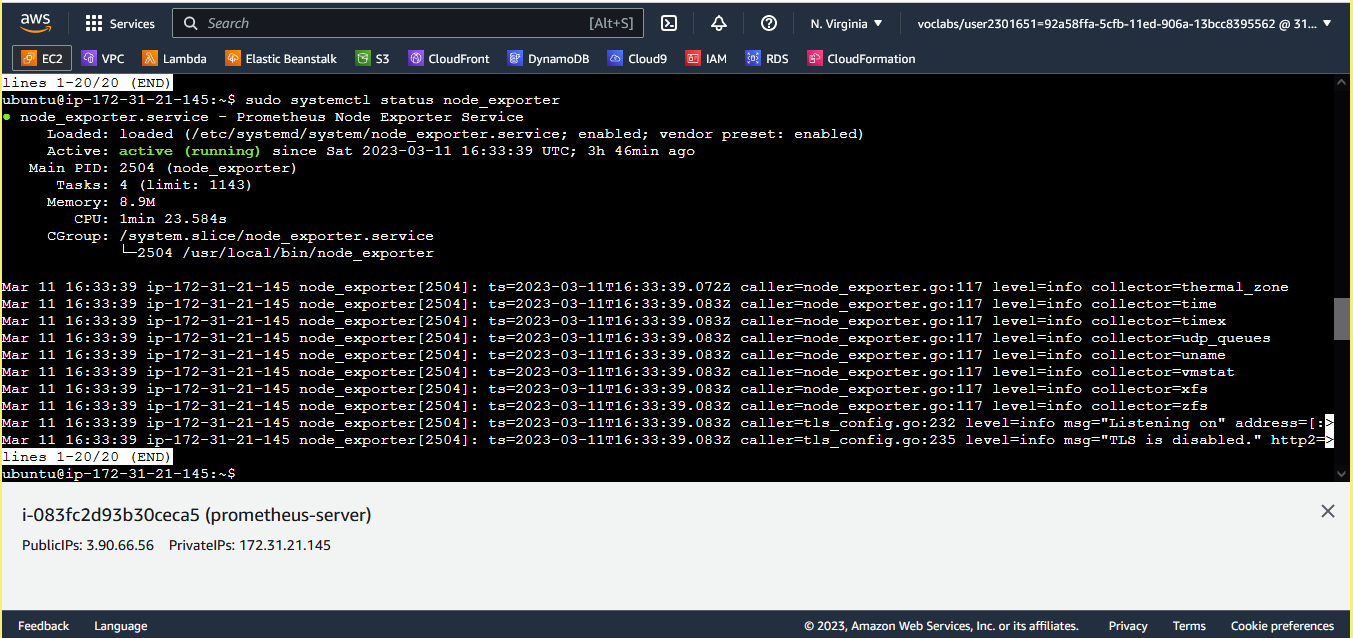 aws
Services
Search [Alt+S]
N. Virginia
voclabs/user2301651=92a58ffa-5cfb-11ed-906a-13bcc8395562 @ 31...
EC2 VPC Lambda Elastic Beanstalk S3 CloudFront DynamoDB Cloud9 IAM RDS CloudFormation
lines 1-20/20 (END)
ubuntu@ip-172-31-21-145:~$ sudo systemctl status node_exporter
● node_exporter.service - Prometheus Node Exporter Service
Loaded: loaded (/etc/systemd/system/node_exporter.service; enabled; vendor preset: enabled)
Active: active (running) since Sat 2023-03-11 16:33:39 UTC; 3h 46min ago
Main PID: 2504 (node_exporter)
Tasks: 4 (limit: 1143)
Memory: 8.9M
CPU: 1min 23.584s
CGroup: /system.slice/node_exporter.service
└─2504 /usr/local/bin/node_exporter
Mar 11 16:33:39 ip-172-31-21-145 node_exporter[2504]: ts=2023-03-11T16:33:39.072Z caller=node_exporter.go:117 level=info collector=thermal_zone
Mar 11 16:33:39 ip-172-31-21-145 node_exporter[2504]: ts=2023-03-11T16:33:39.083Z caller=node_exporter.go:117 level=info collector=time
Mar 11 16:33:39 ip-172-31-21-145 node_exporter[2504]: ts=2023-03-11T16:33:39.083Z caller=node_exporter.go:117 level=info collector=timex
Mar 11 16:33:39 ip-172-31-21-145 node_exporter[2504]: ts=2023-03-11T16:33:39.083Z caller=node_exporter.go:117 level=info collector=udp_queues
Mar 11 16:33:39 ip-172-31-21-145 node_exporter[2504]: ts=2023-03-11T16:33:39.083Z caller=node_exporter.go:117 level=info collector=uname
Mar 11 16:33:39 ip-172-31-21-145 node_exporter[2504]: ts=2023-03-11T16:33:39.083Z caller=node_exporter.go:117 level=info collector=vmstat
Mar 11 16:33:39 ip-172-31-21-145 node_exporter[2504]: ts=2023-03-11T16:33:39.083Z caller=node_exporter.go:117 level=info collector=xfs
Mar 11 16:33:39 ip-172-31-21-145 node_exporter[2504]: ts=2023-03-11T16:33:39.083Z caller=node_exporter.go:117 level=info collector=zfs
Mar 11 16:33:39 ip-172-31-21-145 node_exporter[2504]: ts=2023-03-11T16:33:39.083Z caller=tls_config.go:232 level=info msg="Listening on" address=[:>
Mar 11 16:33:39 ip-172-31-21-145 node_exporter[2504]: ts=2023-03-11T16:33:39.083Z caller=tls_config.go:235 level=info msg="TLS is disabled." http2=>
lines 1-20/20 (END)
ubuntu@ip-172-31-21-145:~$
i-083fc2d93b30ceca5 (prometheus-server)
PublicIPs: 3.90.66.56 PrivateIPs: 172.31.21.145
Feedback Language © 2023, Amazon Web Services, Inc. or its affiliates. Privacy Terms Cookie preferences